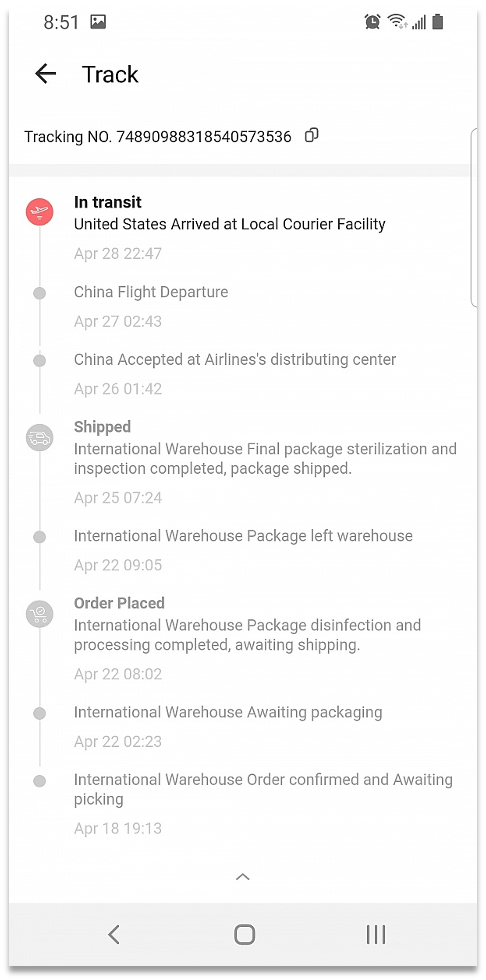 8:51
Track
Tracking NO. 74890988318540573536
In transit
United States Arrived at Local Courier Facility
Apr 28 22:47
China Flight Departure
Apr 27 02:43
China Accepted at Airlines's distributing center
Apr 26 01:42
Shipped
International Warehouse Final package sterilization and
inspection completed, package shipped.
Apr 25 07:24
International Warehouse Package left warehouse
Apr 22 09:05
Order Placed
International Warehouse Package disinfection and
processing completed, awaiting shipping.
Apr 22 08:02
International Warehouse Awaiting packaging
Apr 22 02:23
International Warehouse Order confirmed and Awaiting
picking
Apr 18 19:13